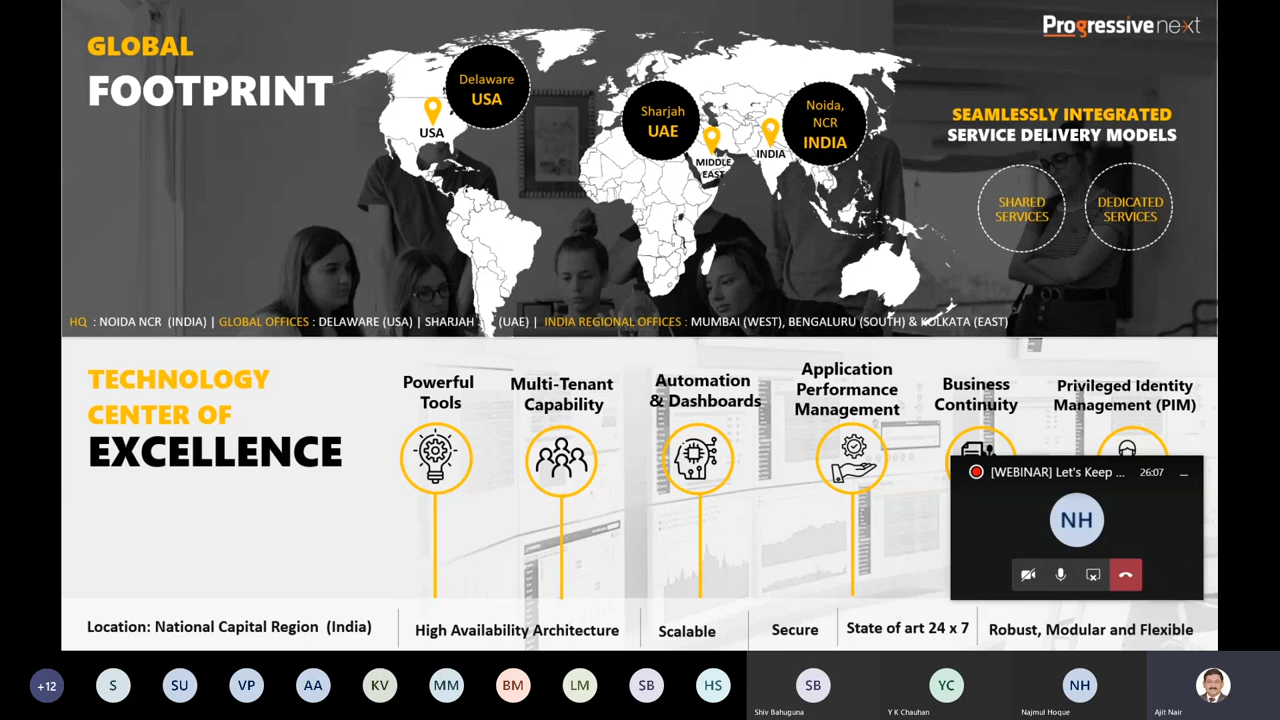 GLOBAL
FOOTPRINT
Progressive next
Delaware
USA
USA
Sharjah
UAE
MIDDLE
EAST
Noida,
NCR
INDIA
INDIA
SEAMLESSLY INTEGRATED
SERVICE DELIVERY MODELS
SHARED
SERVICES
DEDICATED
SERVICES
HQ : NOIDA NCR (INDIA) | GLOBAL OFFICES : DELAWARE (USA) | SHARJAH (UAE) | INDIA REGIONAL OFFICES : MUMBAI (WEST), BENGALURU (SOUTH) & KOLKATA (EAST)
TECHNOLOGY
CENTER OF
EXCELLENCE
Powerful
Tools
Multi-Tenant
Capability
Automation
& Dashboards
Application
Performance
Management
Business
Continuity
Privileged Identity
Management (PIM)
[WEBINAR] Let's Keep ... 26:07
NH
Location: National Capital Region (India)
High Availability Architecture
Scalable
Secure
State of art 24 x 7
Robust, Modular and Flexible
+12 S SU VP AA KV MM BM LM SB HS SB YC NH
Shiv Bahuguna
Y K Chauhan
Najmul Hoque
Ajit Nair